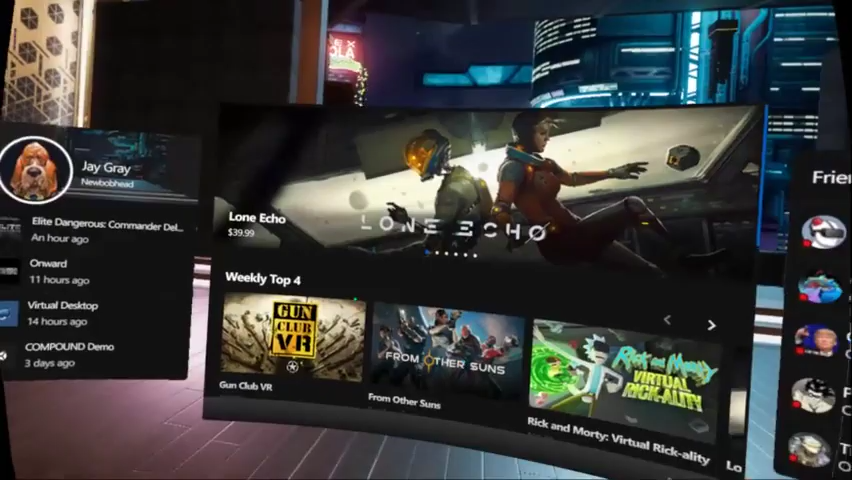 OLA
Jay Gray
Newbobhead
Elite Dangerous: Commander Del...
An hour ago
Onward
11 hours ago
Virtual Desktop
14 hours ago
COMPOUND Demo
3 days ago
LONE ECHO
Lone Echo
$39.99
Weekly Top 4
GUN
CLUB
VR
Gun Club VR
FROM OTHER SUNS
From Other Suns
RICK AND MORTY:
VIRTUAL
RICK-ALITY
Rick and Morty: Virtual Rick-ality
Lo
Frien